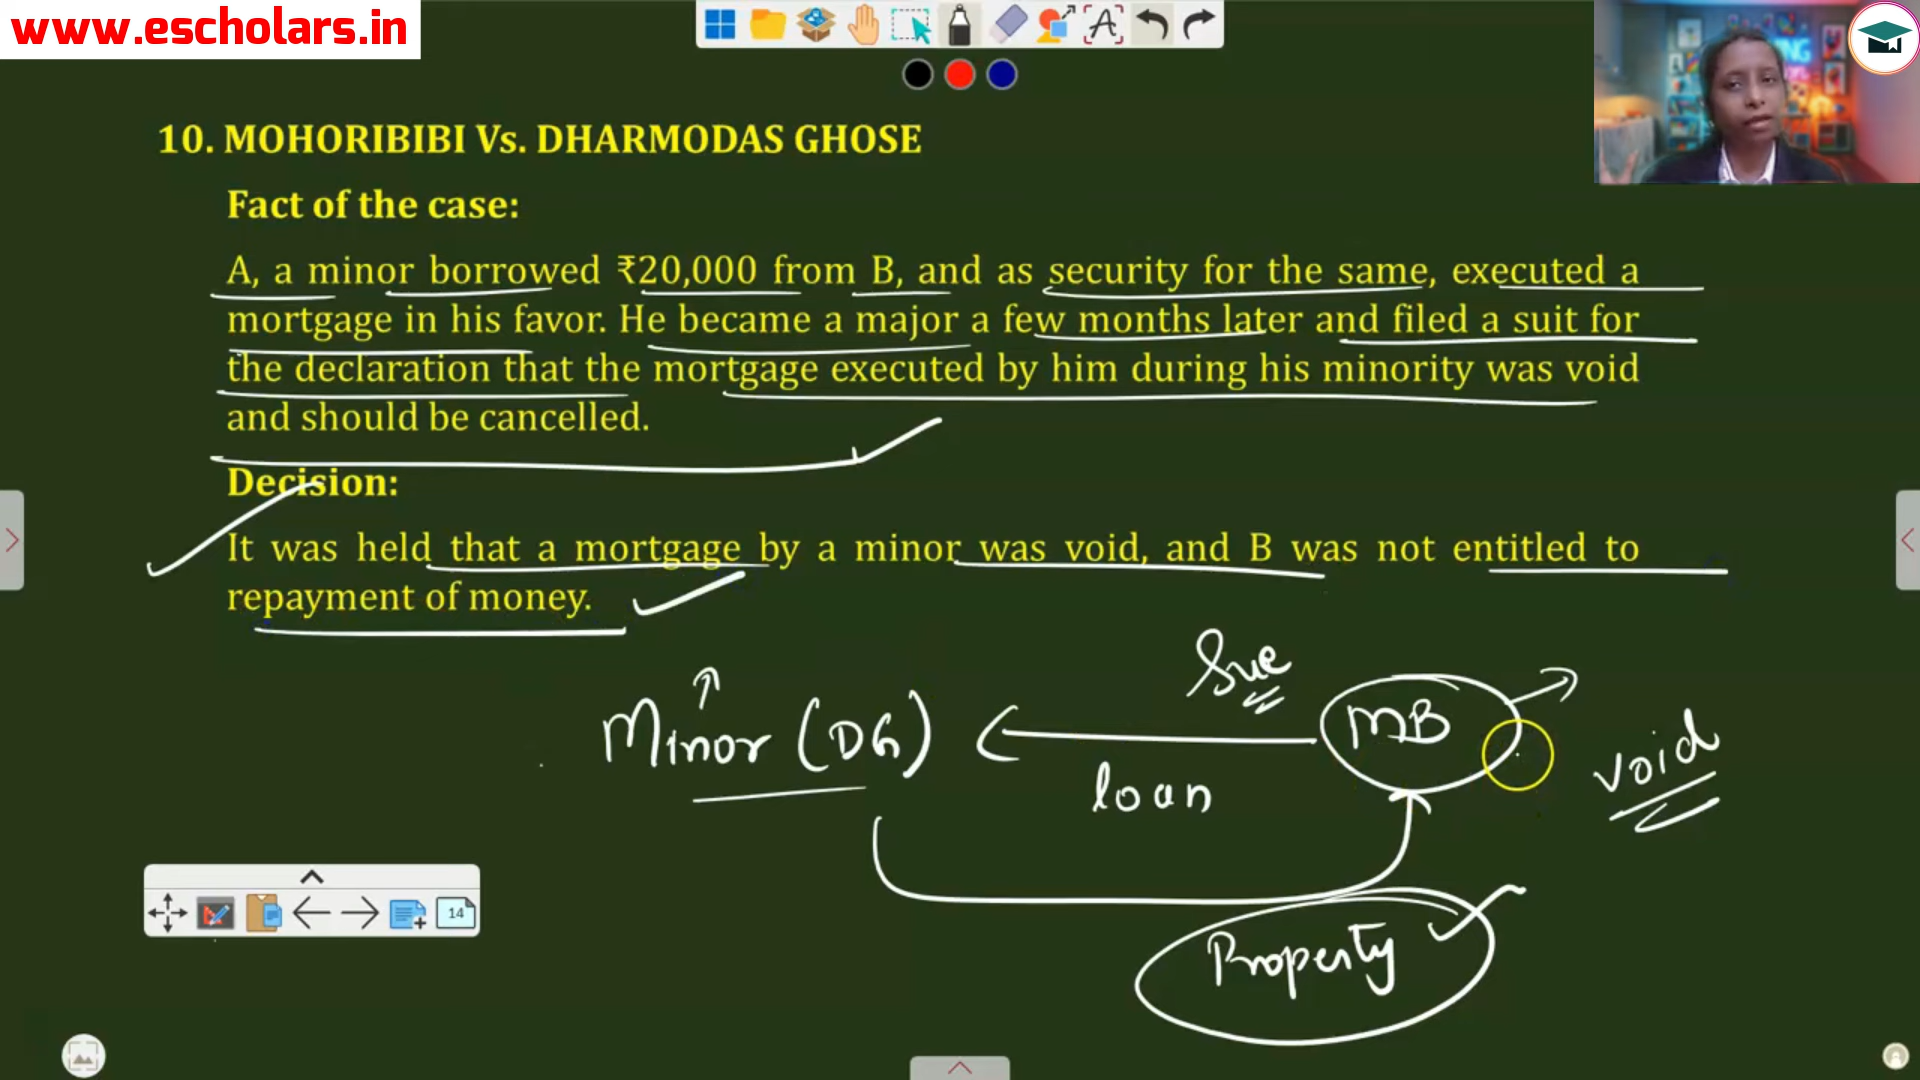 www.escholars.in
10. MOHORIBIBI Vs. DHARMODAS GHOSE
Fact of the case:
A, a minor borrowed ₹20,000 from B, and as security for the same, executed a
mortgage in his favor. He became a major a few months later and filed a suit for
the declaration that the mortgage executed by him during his minority was void
and should be cancelled.
Decision:
It was held that a mortgage by a minor was void, and B was not entitled to
repayment of money.
Sue
Minor (DG)
MB
void
loan
Property
14